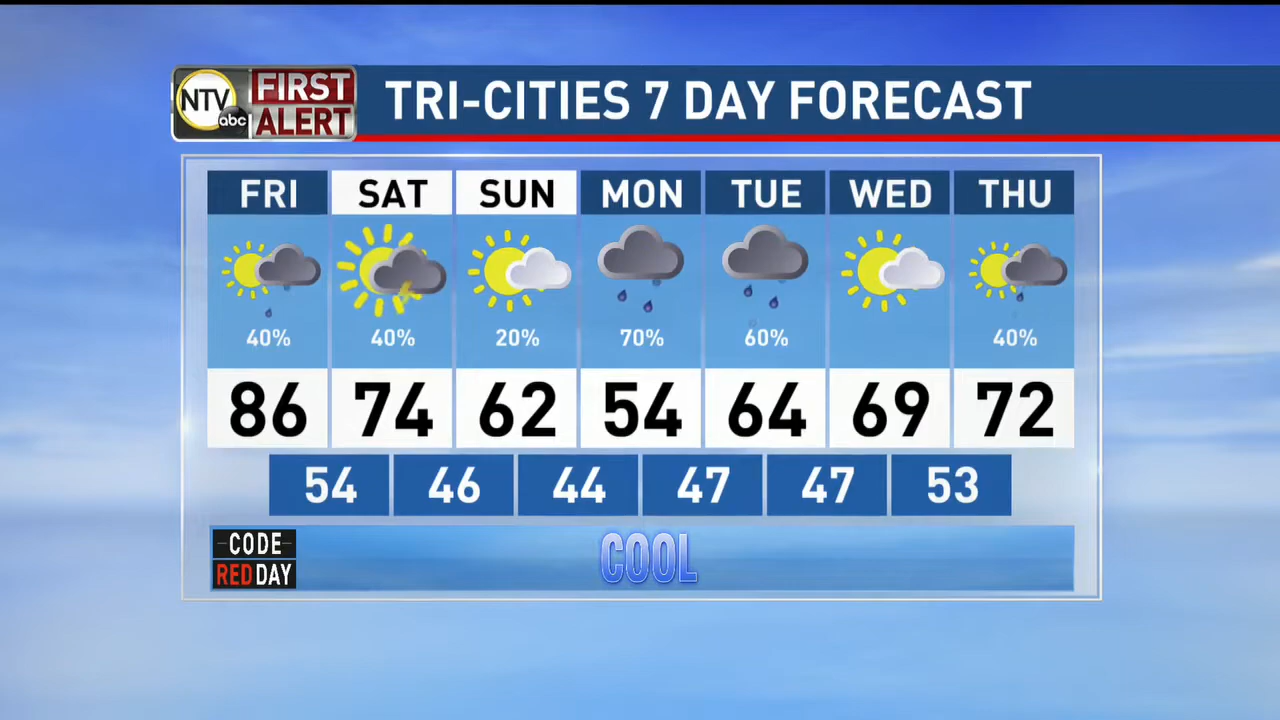 NTV
abc
FIRST
ALERT
TRI-CITIES 7 DAY FORECAST
FRI SAT SUN MON TUE WED THU
40% 40% 20% 70% 60% 40%
86 74 62 54 64 69 72
54 46 44 47 47 53
CODE
RED DAY
COOL